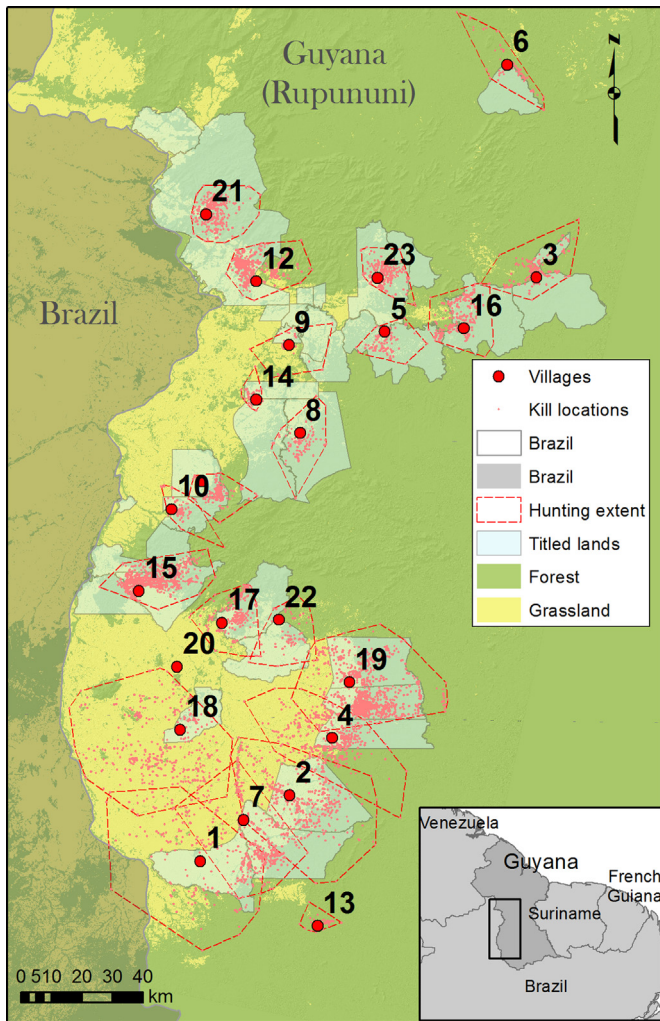 Guyana
(Rupununi)
6
z
21
12
23
3
Brazil
5
16
9
14
8
Villages
Kill locations
Brazil
Brazil
Hunting extent
Titled lands
Forest
Grassland
10
15
17
22
20
19
18
4
2
7
1
13
Venezuela
Guyana
French
Guiana
Suriname
Brazil
0 510 20 30 40
km